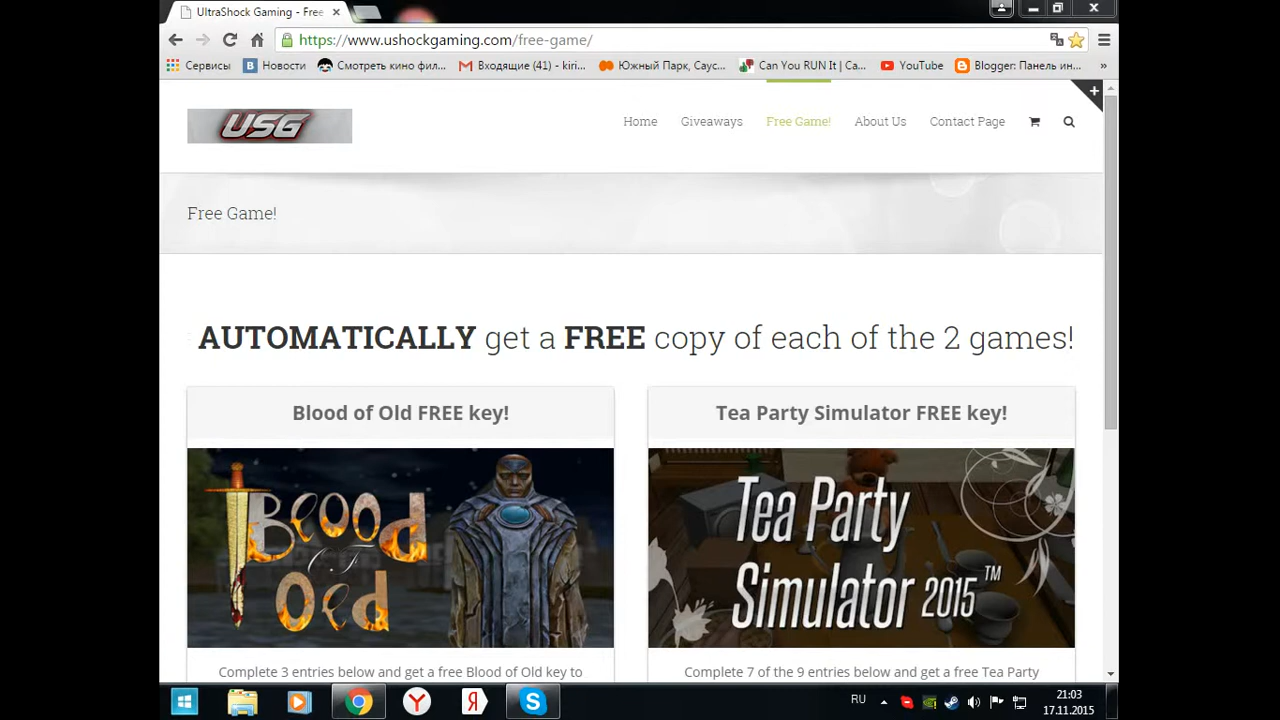 UltraShock Gaming - Free
https://www.ushockgaming.com/free-game/
Сервисы
В Новости
Смотреть кино фил...
Входящие (41) - kiri...
Южный Парк, Саус...
Can You RUN It | Ca...
YouTube
Blogger: Панель ин...
»
USG
Home
Giveaways
Free Game!
About Us
Contact Page
Free Game!
AUTOMATICALLY get a FREE copy of each of the 2 games!
Blood of Old FREE key!
Tea Party Simulator FREE key!
Blood
Of
Old
Tea Party
Simulator 2015™
Complete 3 entries below and get a free Blood of Old key to
Complete 7 of the 9 entries below and get a free Tea Party
RU
21:03
17.11.2015